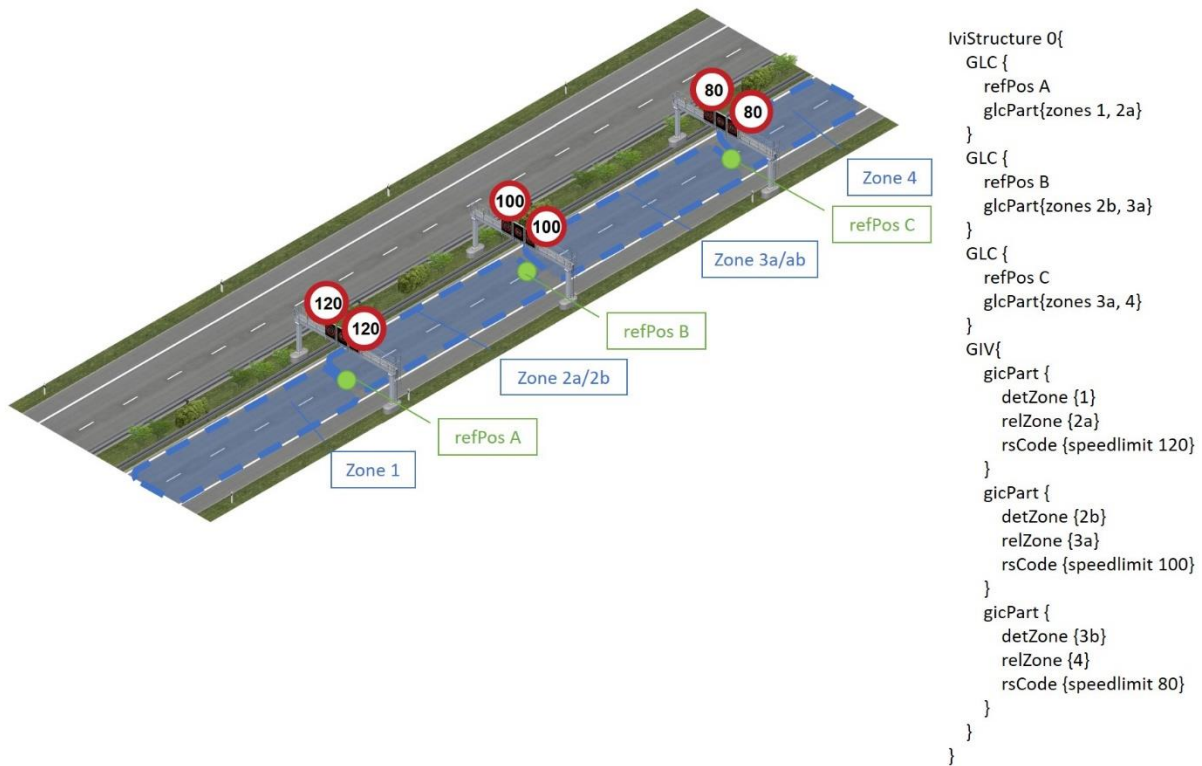 80
80
Zone 4
100
100
refPos C
Zone 3a/ab
120
120
refPos B
Zone 2a/2b
refPos A
Zone 1
IviStructure 0{
GLC {
refPos A
glcPart{zones 1, 2a}
}
GLC {
refPos B
glcPart{zones 2b, 3a}
}
GLC {
refPos C
glcPart{zones 3a, 4}
}
GIV{
gicPart {
detZone {1}
relZone {2a}
rsCode {speedlimit 120}
}
gicPart {
detZone {2b}
relZone {3a}
rsCode {speedlimit 100}
}
gicPart {
detZone {3b}
relZone {4}
rsCode {speedlimit 80}
}
}
}